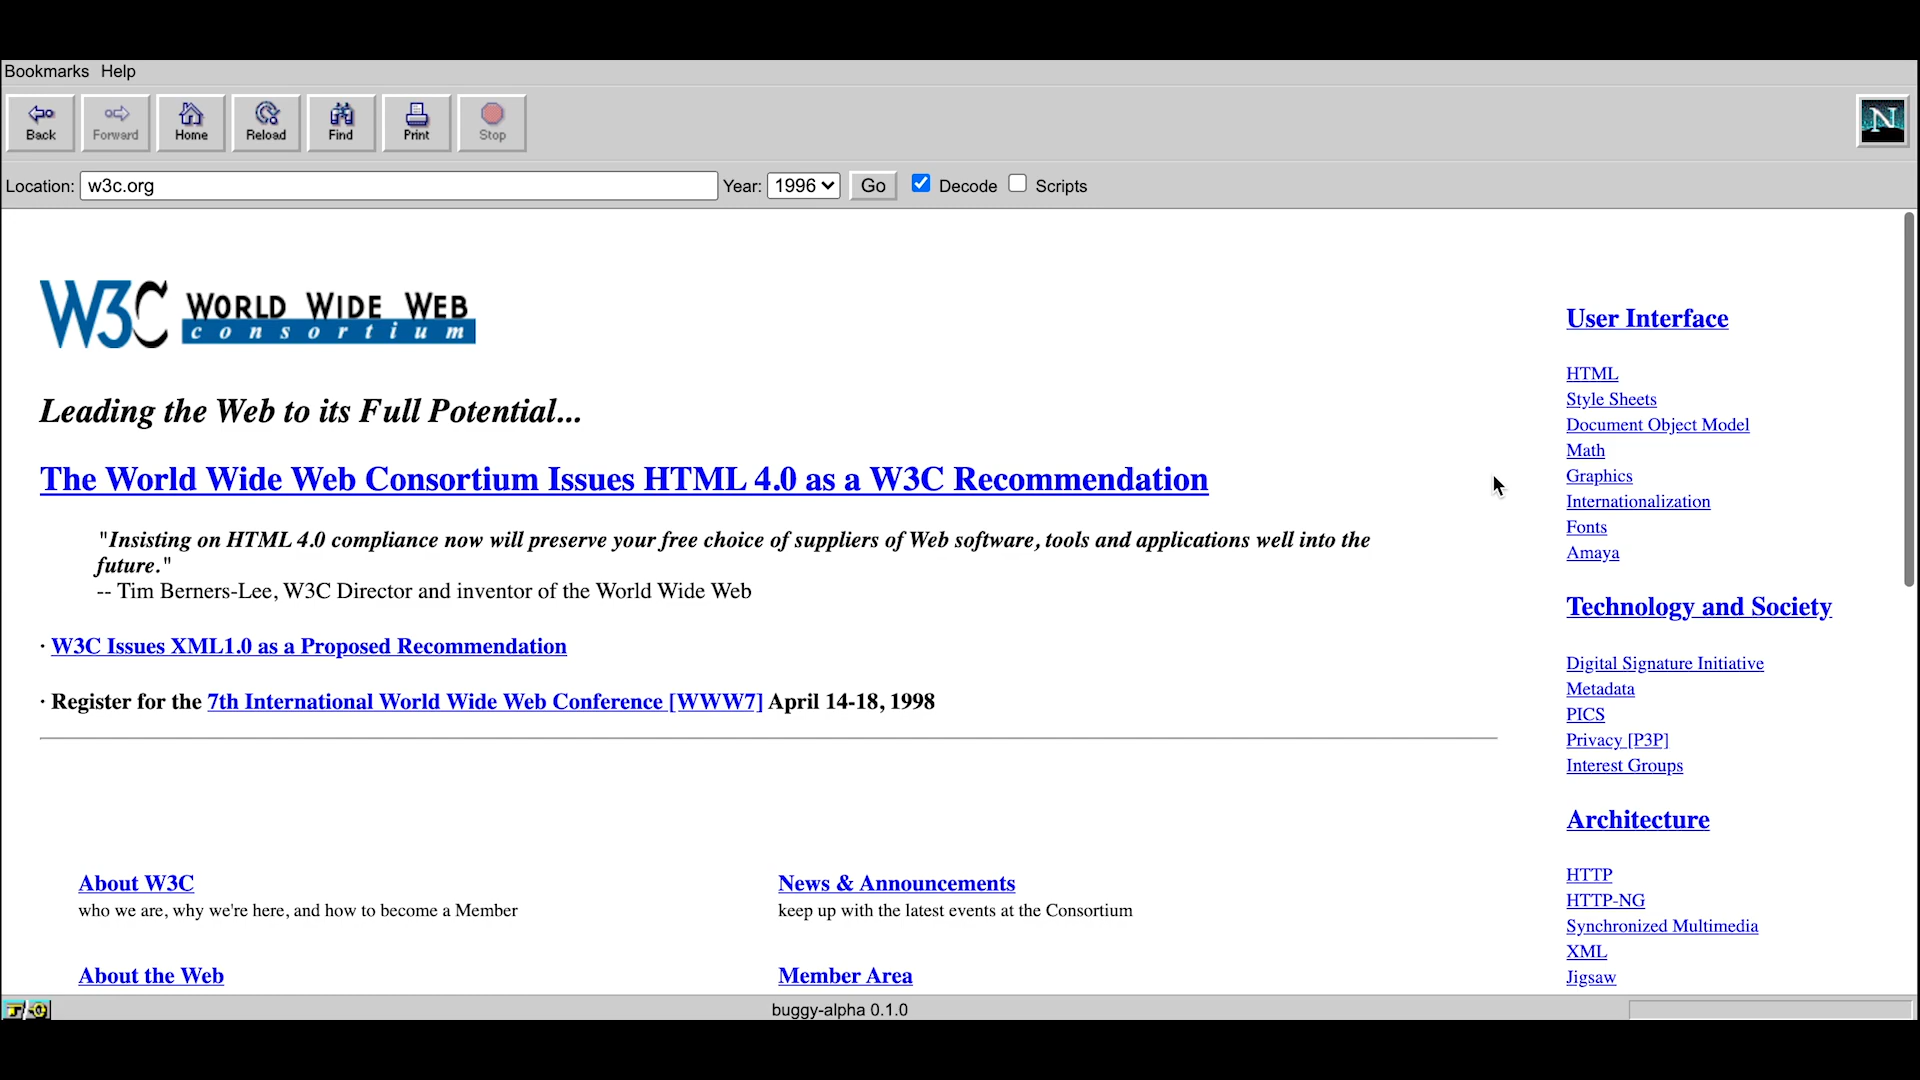 Bookmarks Help
Back Forward Home Reload Find Print Stop
N
Location: w3c.org Year: 1996 Go Decode Scripts
W3C WORLD WIDE WEB
consortium
Leading the Web to its Full Potential...
The World Wide Web Consortium Issues HTML 4.0 as a W3C Recommendation
"Insisting on HTML 4.0 compliance now will preserve your free choice of suppliers of Web software, tools and applications well into the
future."
-- Tim Berners-Lee, W3C Director and inventor of the World Wide Web
· W3C Issues XML1.0 as a Proposed Recommendation
· Register for the 7th International World Wide Web Conference [WWW7] April 14-18, 1998
About W3C
who we are, why we're here, and how to become a Member
News & Announcements
keep up with the latest events at the Consortium
About the Web
Member Area
User Interface
HTML
Style Sheets
Document Object Model
Math
Graphics
Internationalization
Fonts
Amaya
Technology and Society
Digital Signature Initiative
Metadata
PICS
Privacy [P3P]
Interest Groups
Architecture
HTTP
HTTP-NG
Synchronized Multimedia
XML
Jigsaw
buggy-alpha 0.1.0